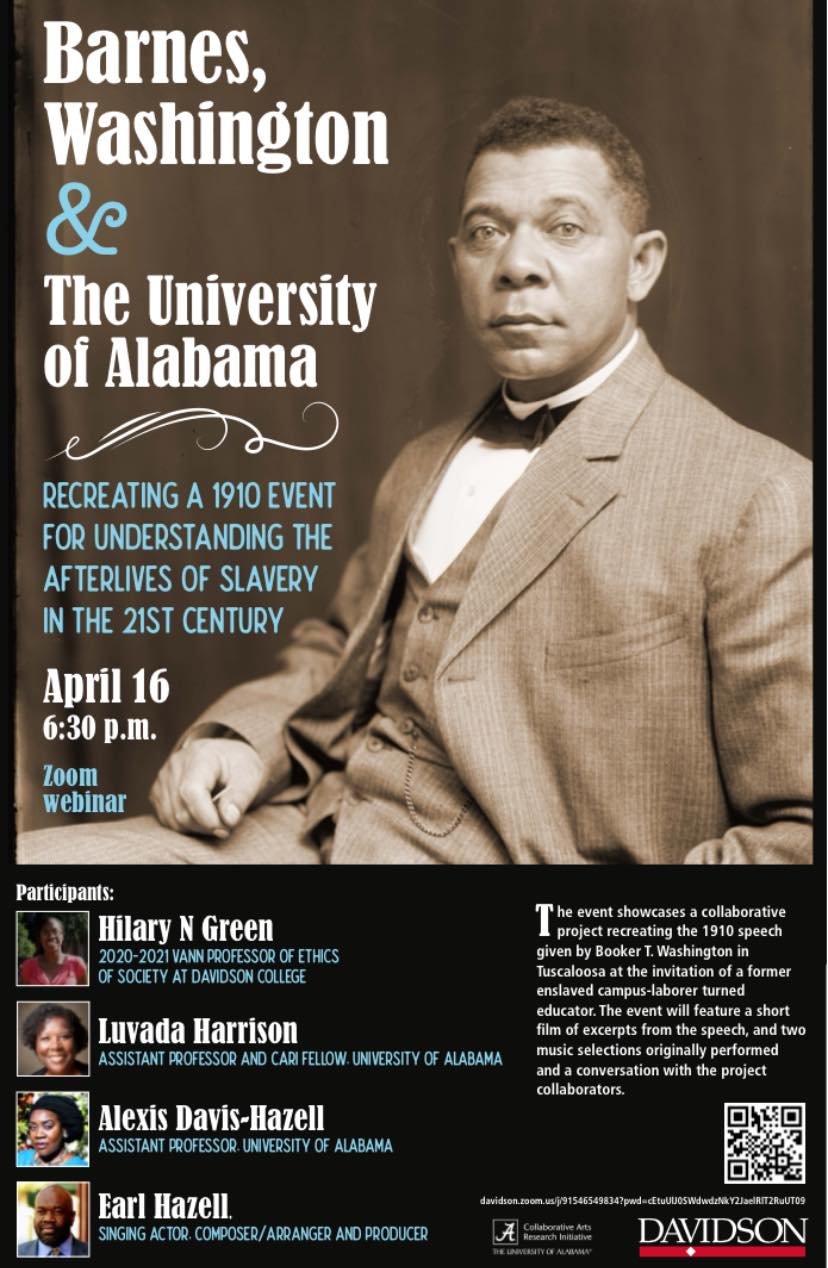 Barnes,
Washington
&
The University
of Alabama
RECREATING A 1910 EVENT
FOR UNDERSTANDING THE
AFTERLIVES OF SLAVERY
IN THE 21ST CENTURY
April 16
6:30 p.m.
Zoom
webinar
Participants:
Hilary N Green
2020-2021 VANN PROFESSOR OF ETHICS
OF SOCIETY AT DAVIDSON COLLEGE
Luvada Harrison
ASSISTANT PROFESSOR AND CARI FELLOW, UNIVERSITY OF ALABAMA
Alexis Davis-Hazell
ASSISTANT PROFESSOR, UNIVERSITY OF ALABAMA
Earl Hazell,
SINGING ACTOR, COMPOSER/ARRANGER AND PRODUCER
The event showcases a collaborative
project recreating the 1910 speech
given by Booker T. Washington in
Tuscaloosa at the invitation of a former
enslaved campus-laborer turned
educator. The event will feature a short
film of excerpts from the speech, and two
music selections originally performed
and a conversation with the project
collaborators.
A
Collaborative Arts
Research Initiative
THE UNIVERSITY OF ALABAMA®
DAVIDSON